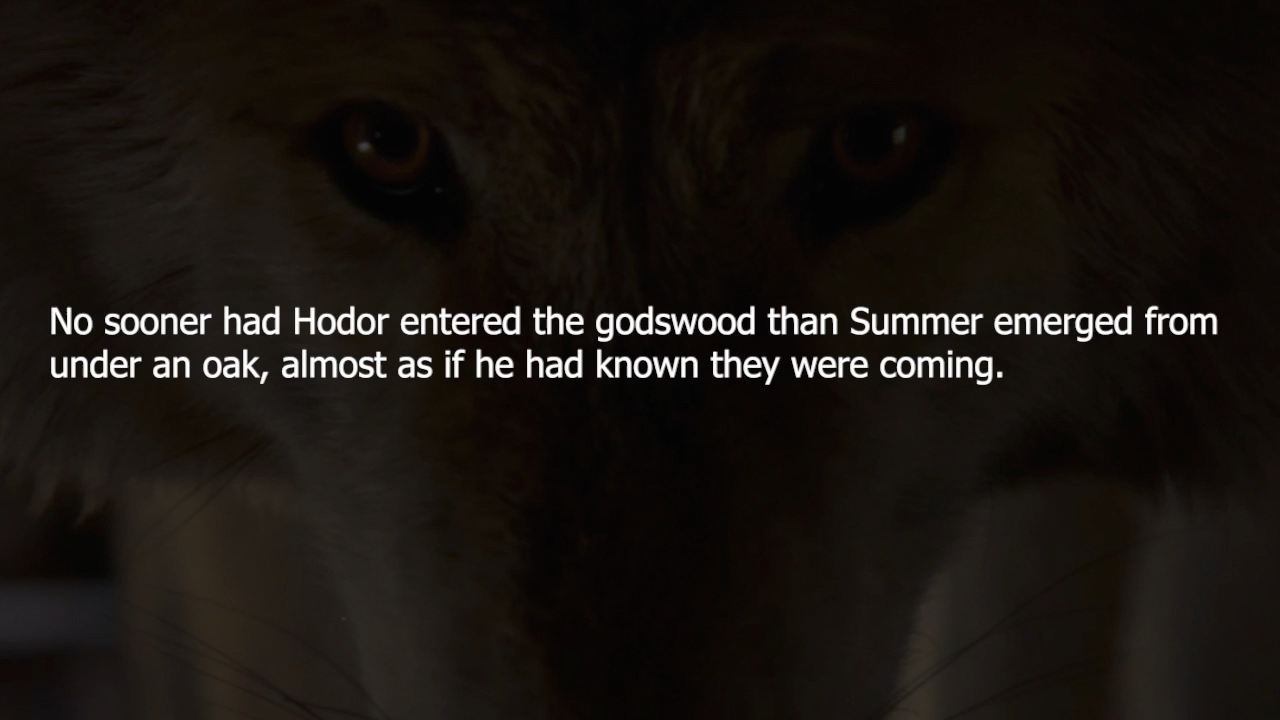 No sooner had Hodor entered the godswood than Summer emerged from
under an oak, almost as if he had known they were coming.